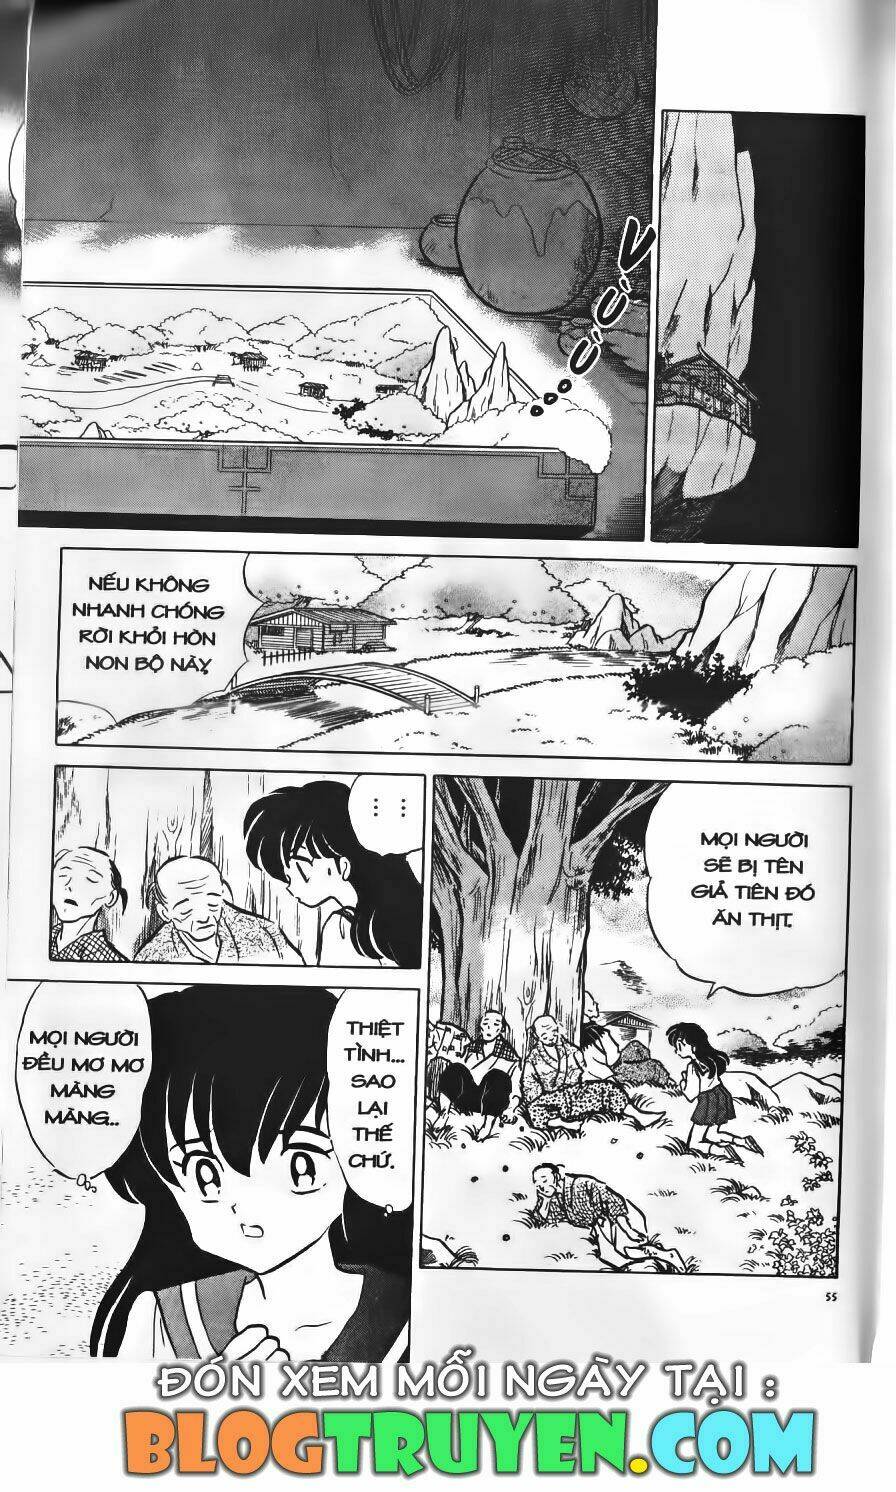 NẾU KHÔNG
NHANH CHÓNG
RỜI KHỎI HÒN
NON BỘ NÀY,
MỌI NGƯỜI
SẼ BỊ TÊN
GIẢ TIÊN ĐÓ
ĂN THỊT.
... ...
THIỆT
TÌNH...
SAO
LẠI
THẾ
CHỨ.
MỌI NGƯỜI
ĐỀU MƠ MƠ
MÀNG
MÀNG...
55
ĐÓN XEM MỖI NGÀY TẠI :
BLOGTRUYEN.COM